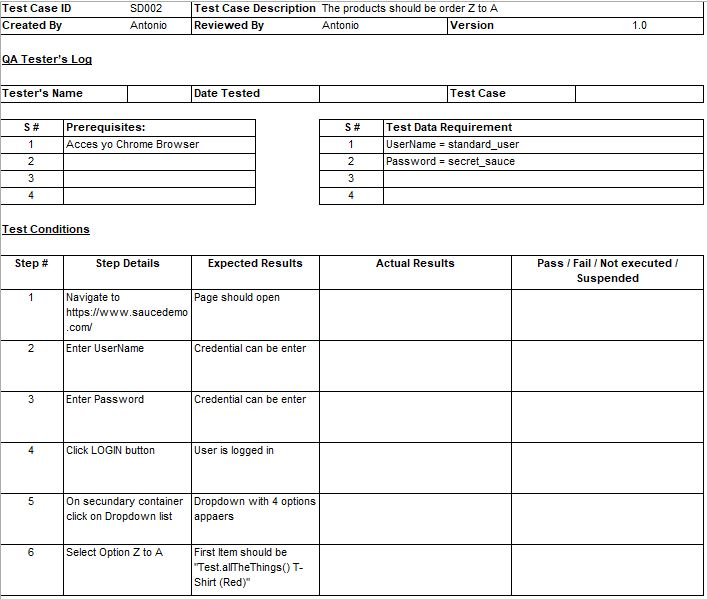 Test Case ID SD002 Test Case Description The products should be order Z to A
Created By Antonio Reviewed By Antonio Version 1.0
QA Tester's Log
Tester's Name Date Tested Test Case
S # Prerequisites: S # Test Data Requirement
1 Acces yo Chrome Browser 1 UserName = standard_user
2 2 Password = secret_sauce
3 3
4 4
Test Conditions
Step # Step Details Expected Results Actual Results Pass / Fail / Not executed /
Suspended
1 Navigate to Page should open
https://www.saucedemo
.com/
2 Enter UserName Credential can be enter
3 Enter Password Credential can be enter
4 Click LOGIN button User is logged in
5 On secundary container Dropdown with 4 options
click on Dropdown list appaers
6 Select Option Z to A First Item should be
"Test.allTheThings() T-
Shirt (Red)"